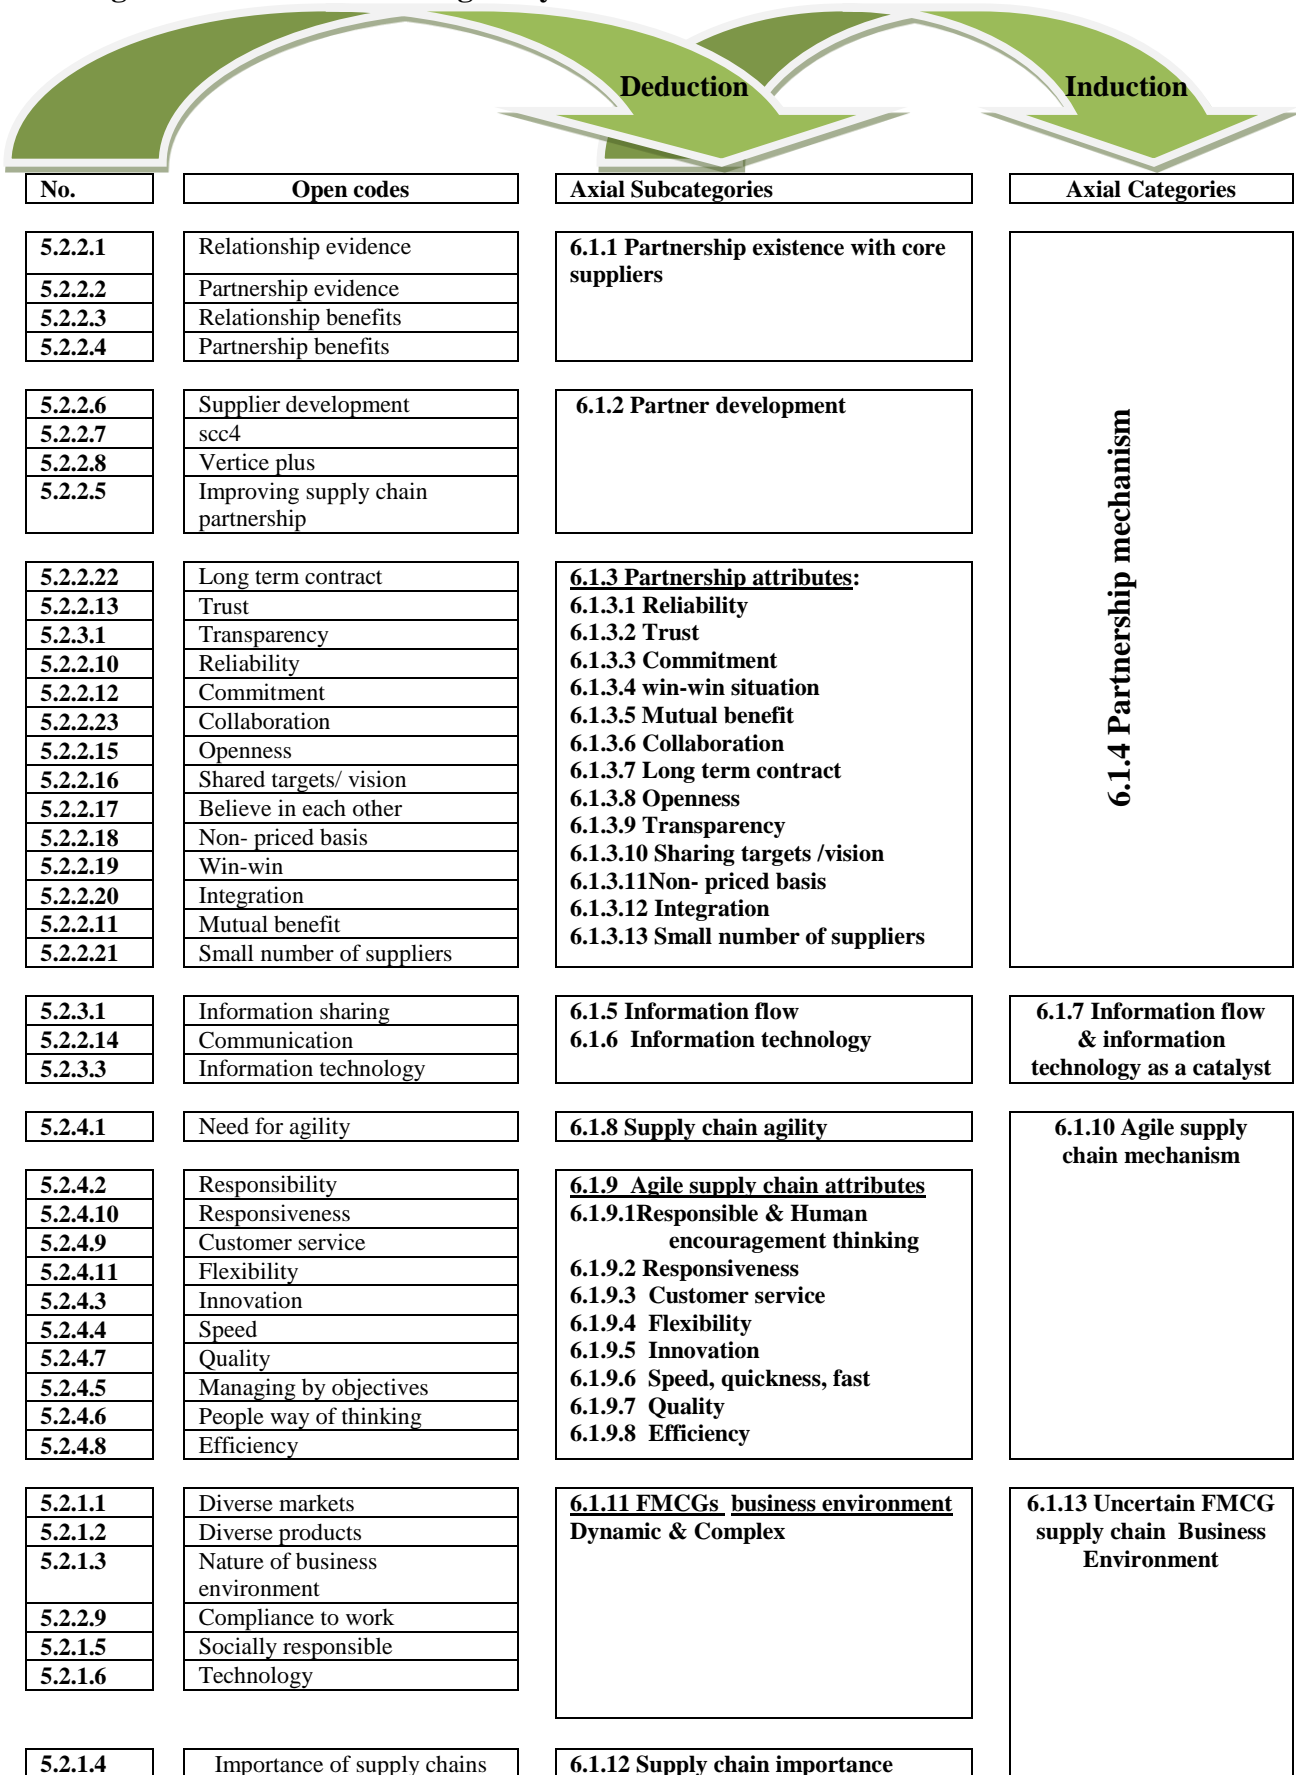 Deduction
Induction
No.
Open codes
Axial Subcategories
Axial Categories
5.2.2.1
Relationship evidence
5.2.2.2
Partnership evidence
5.2.2.3
Relationship benefits
5.2.2.4
Partnership benefits
6.1.1 Partnership existence with core
suppliers
5.2.2.6
Supplier development
5.2.2.7
scc4
5.2.2.8
Vertice plus
5.2.2.5
Improving supply chain
partnership
6.1.2 Partner development
5.2.2.22
Long term contract
5.2.2.13
Trust
5.2.3.1
Transparency
5.2.2.10
Reliability
5.2.2.12
Commitment
5.2.2.23
Collaboration
5.2.2.15
Openness
5.2.2.16
Shared targets/ vision
5.2.2.17
Believe in each other
5.2.2.18
Non- priced basis
5.2.2.19
Win-win
5.2.2.20
Integration
5.2.2.11
Mutual benefit
5.2.2.21
Small number of suppliers
6.1.3 Partnership attributes:
6.1.3.1 Reliability
6.1.3.2 Trust
6.1.3.3 Commitment
6.1.3.4 win-win situation
6.1.3.5 Mutual benefit
6.1.3.6 Collaboration
6.1.3.7 Long term contract
6.1.3.8 Openness
6.1.3.9 Transparency
6.1.3.10 Sharing targets /vision
6.1.3.11Non- priced basis
6.1.3.12 Integration
6.1.3.13 Small number of suppliers
6.1.4 Partnership mechanism
5.2.3.1
Information sharing
5.2.2.14
Communication
5.2.3.3
Information technology
6.1.5 Information flow
6.1.6 Information technology
6.1.7 Information flow
& information
technology as a catalyst
5.2.4.1
Need for agility
6.1.8 Supply chain agility
6.1.10 Agile supply
chain mechanism
5.2.4.2
Responsibility
5.2.4.10
Responsiveness
5.2.4.9
Customer service
5.2.4.11
Flexibility
5.2.4.3
Innovation
5.2.4.4
Speed
5.2.4.7
Quality
5.2.4.5
Managing by objectives
5.2.4.6
People way of thinking
5.2.4.8
Efficiency
6.1.9 Agile supply chain attributes
6.1.9.1Responsible & Human
encouragement thinking
6.1.9.2 Responsiveness
6.1.9.3 Customer service
6.1.9.4 Flexibility
6.1.9.5 Innovation
6.1.9.6 Speed, quickness, fast
6.1.9.7 Quality
6.1.9.8 Efficiency
5.2.1.1
Diverse markets
5.2.1.2
Diverse products
5.2.1.3
Nature of business
environment
5.2.2.9
Compliance to work
5.2.1.5
Socially responsible
5.2.1.6
Technology
6.1.11 FMCGs business environment
Dynamic & Complex
6.1.13 Uncertain FMCG
supply chain Business
Environment
5.2.1.4
Importance of supply chains
6.1.12 Supply chain importance